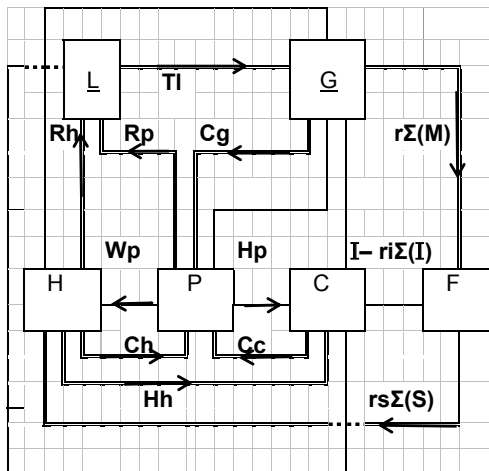 L
Tl
G
Rh
Rp
Cg
rΣ(M)
Wp
Hp
I– riΣ(I)
H
P
C
F
Ch
Cc
Hh
rsΣ(S)